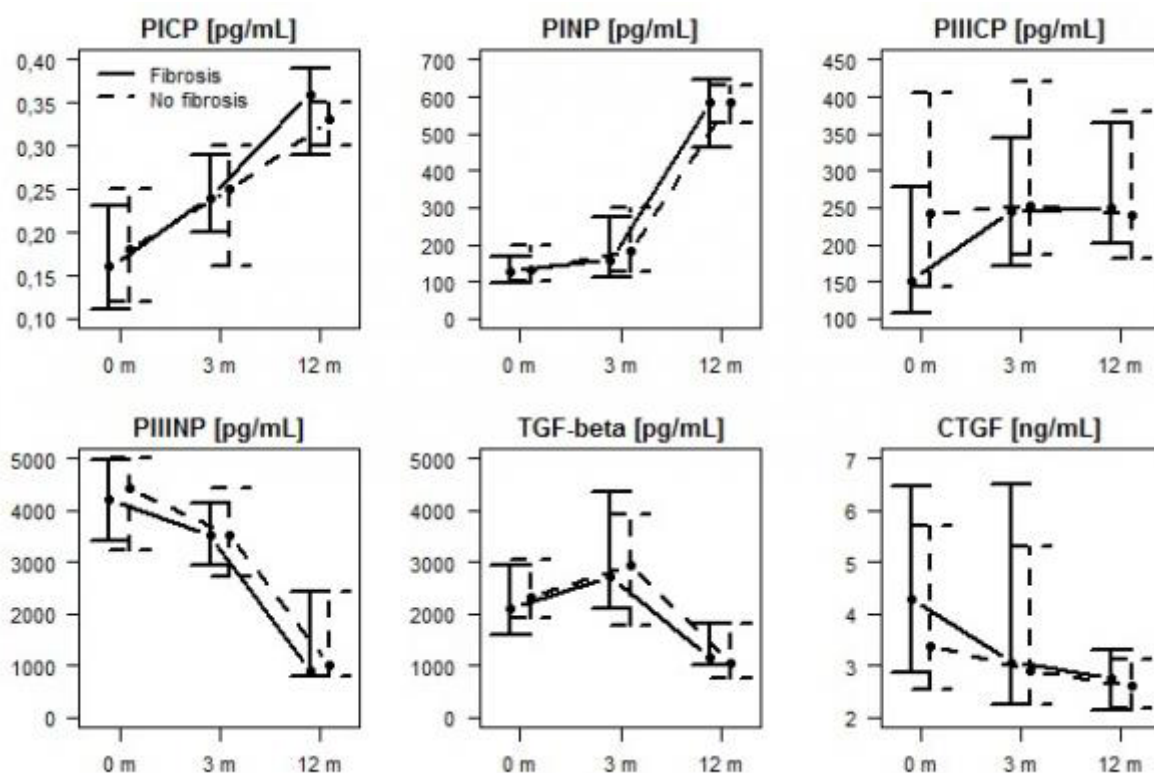 PICP [pg/mL]
0,40
0,35
0,30
0,25
0,20
0,15
0,10
Fibrosis
No fibrosis
0 m
3 m
12 m
PINP [pg/mL]
700
600
500
400
300
200
100
0
0 m
3 m
12 m
PIIICP [pg/mL]
450
400
350
300
250
200
150
100
0 m
3 m
12 m
PIIINP [pg/mL]
5000
4000
3000
2000
1000
0
0 m
3 m
12 m
TGF-beta [pg/mL]
5000
4000
3000
2000
1000
0
0 m
3 m
12 m
CTGF [ng/mL]
7
6
5
4
3
2
0 m
3 m
12 m